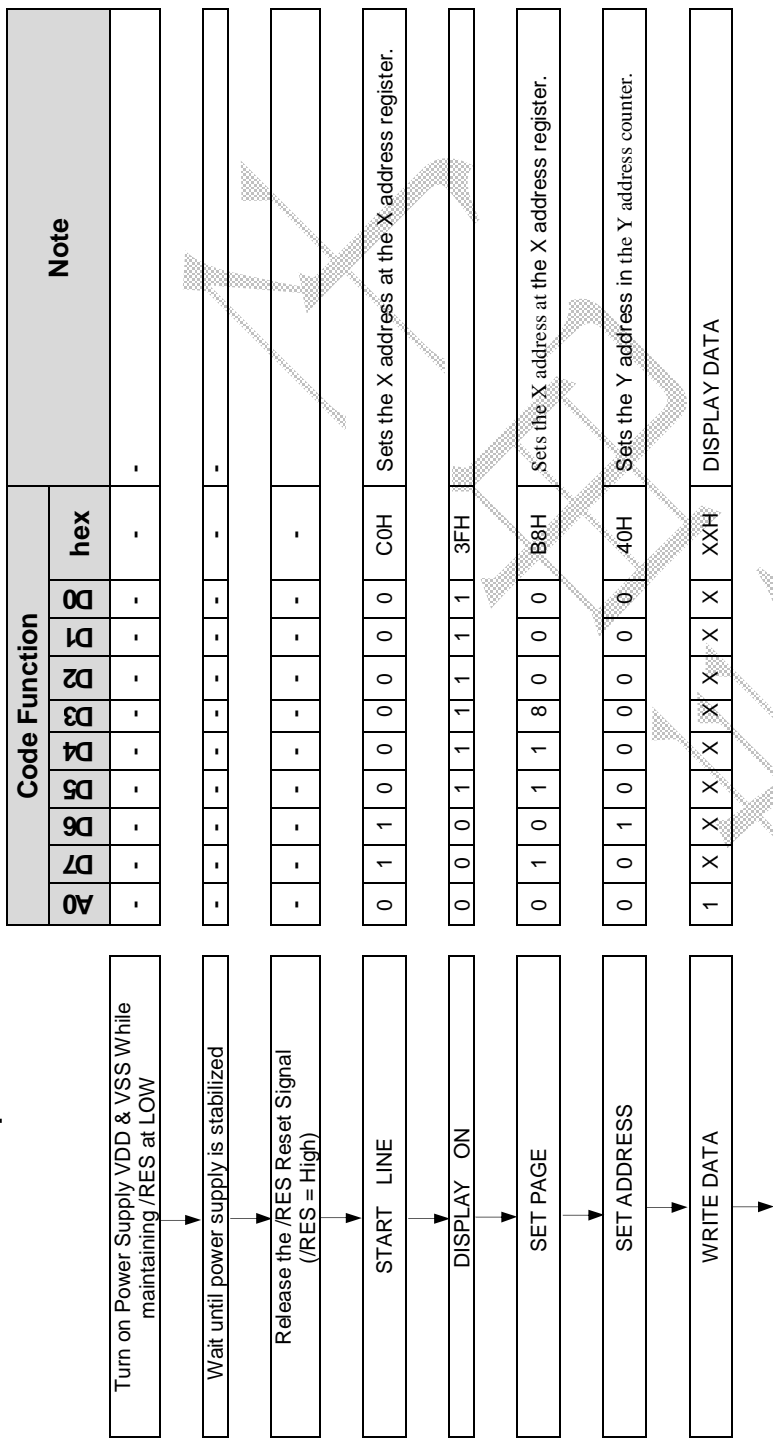 Code Function Note
A0 D7 D6 D5 D4 D3 D2 D1 D0 hex
Turn on Power Supply VDD & VSS While
maintaining /RES at LOW
- - - - - - - - - - -
Wait until power supply is stabilized
- - - - - - - - - - -
Release the /RES Reset Signal
(/RES = High)
- - - - - - - - - -
START LINE 0 1 1 0 0 0 0 0 0 C0H Sets the X address at the X address register.
DISPLAY ON 0 0 0 1 1 1 1 1 1 3FH
SET PAGE 0 1 0 1 1 8 0 0 0 B8H Sets the X address at the X address register.
SET ADDRESS 0 0 1 0 0 0 0 0 0 40H Sets the Y address in the Y address counter.
WRITE DATA 1 X X X X X X X X XXH DISPLAY DATA